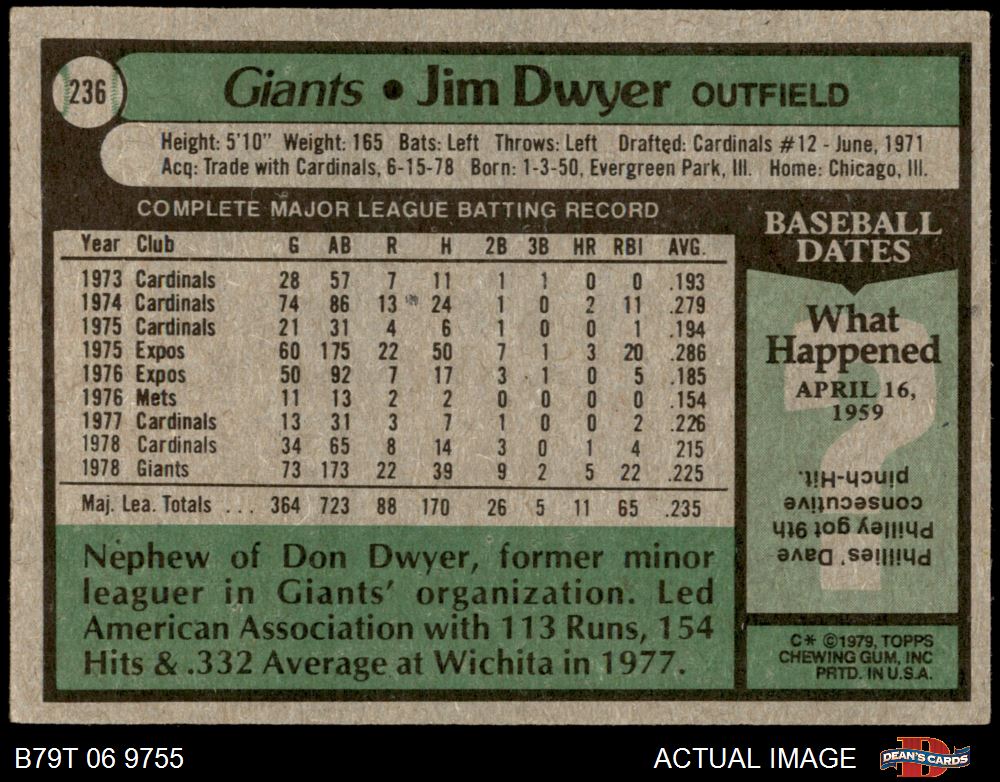 236
Giants • Jim Dwyer OUTFIELD
Height: 5'10" Weight: 165 Bats: Left Throws: Left Drafted: Cardinals #12 - June, 1971
Acq: Trade with Cardinals, 6-15-78 Born: 1-3-50, Evergreen Park, Ill. Home: Chicago, Ill.
COMPLETE MAJOR LEAGUE BATTING RECORD
Year Club G AB R H 2B 3B HR RBI AVG.
1973 Cardinals 28 57 7 11 1 1 0 0 .193
1974 Cardinals 74 86 13 24 1 0 2 11 .279
1975 Cardinals 21 31 4 6 1 0 0 1 .194
1975 Expos 60 175 22 50 7 1 3 20 .286
1976 Expos 50 92 7 17 3 1 0 5 .185
1976 Mets 11 13 2 2 0 0 0 0 .154
1977 Cardinals 13 31 3 7 1 0 0 2 .226
1978 Cardinals 34 65 8 14 3 0 1 4 215
1978 Giants 73 173 22 39 9 2 5 22 .225
Maj. Lea. Totals ... 364 723 88 170 26 5 11 65 .235
Nephew of Don Dwyer, former minor
leaguer in Giants' organization. Led
American Association with 113 Runs, 154
Hits & .332 Average at Wichita in 1977.
BASEBALL
DATES
What
Happened
APRIL 16,
1959
?
Phillies' Dave
Philley got 9th
consecutive
pinch-Hit.
C* ©1979, TOPPS
CHEWING GUM, INC
PRTD. IN U.S.A.
B79T 06 9755
ACTUAL IMAGE
DEAN'S CARDS